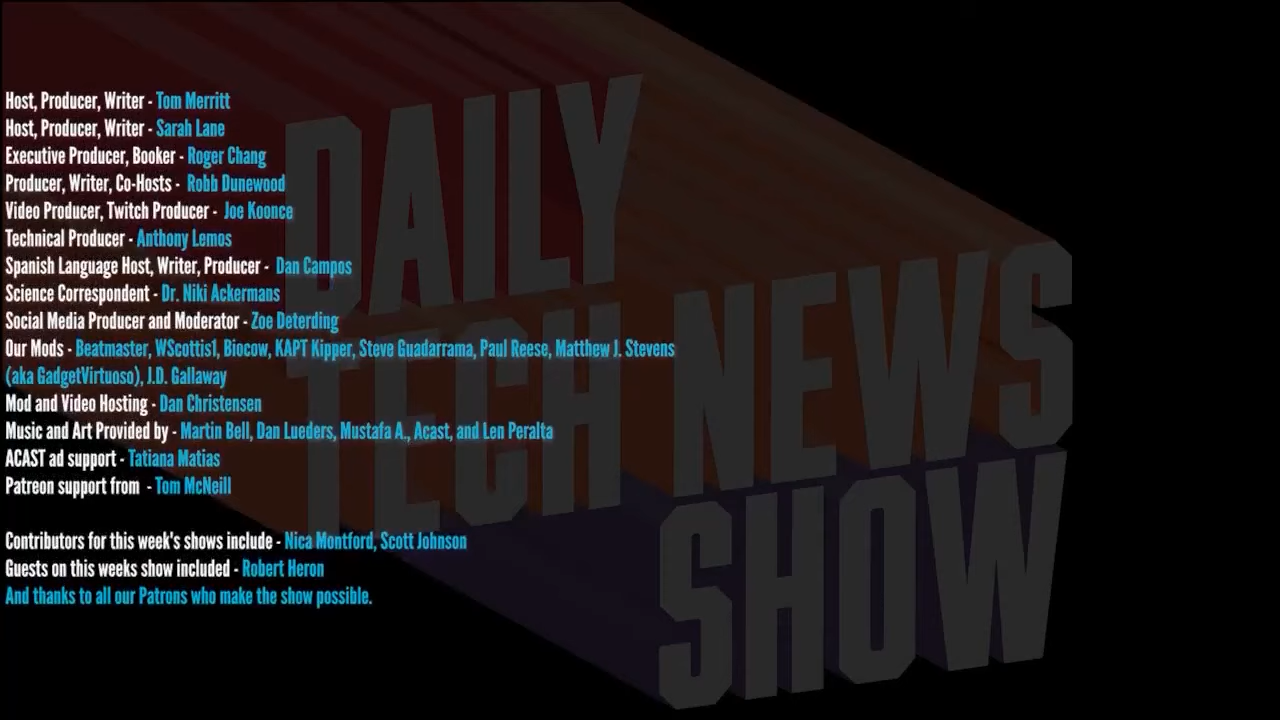 Host, Producer, Writer - Tom Merritt
Host, Producer, Writer - Sarah Lane
Executive Producer, Booker - Roger Chang
Producer, Writer, Co-Hosts - Robb Dunewood
Video Producer, Twitch Producer - Joe Koonce
Technical Producer - Anthony Lemos
Spanish Language Host, Writer, Producer - Dan Campos
Science Correspondent - Dr. Niki Ackermans
Social Media Producer and Moderator - Zoe Deterding
Our Mods - Beatmaster, WScottis1, Biocow, KAPT Kipper, Steve Guadarrama, Paul Reese, Matthew J. Stevens
(aka GadgetVirtuoso), J.D. Gallaway
Mod and Video Hosting - Dan Christensen
Music and Art Provided by - Martin Bell, Dan Lueders, Mustafa A., Acast, and Len Peralta
ACAST ad support - Tatiana Matias
Patreon support from - Tom McNeill
Contributors for this week's shows include - Nica Montford, Scott Johnson
Guests on this weeks show included - Robert Heron
And thanks to all our Patrons who make the show possible.
DAILY
TECH NEWS
SHOW